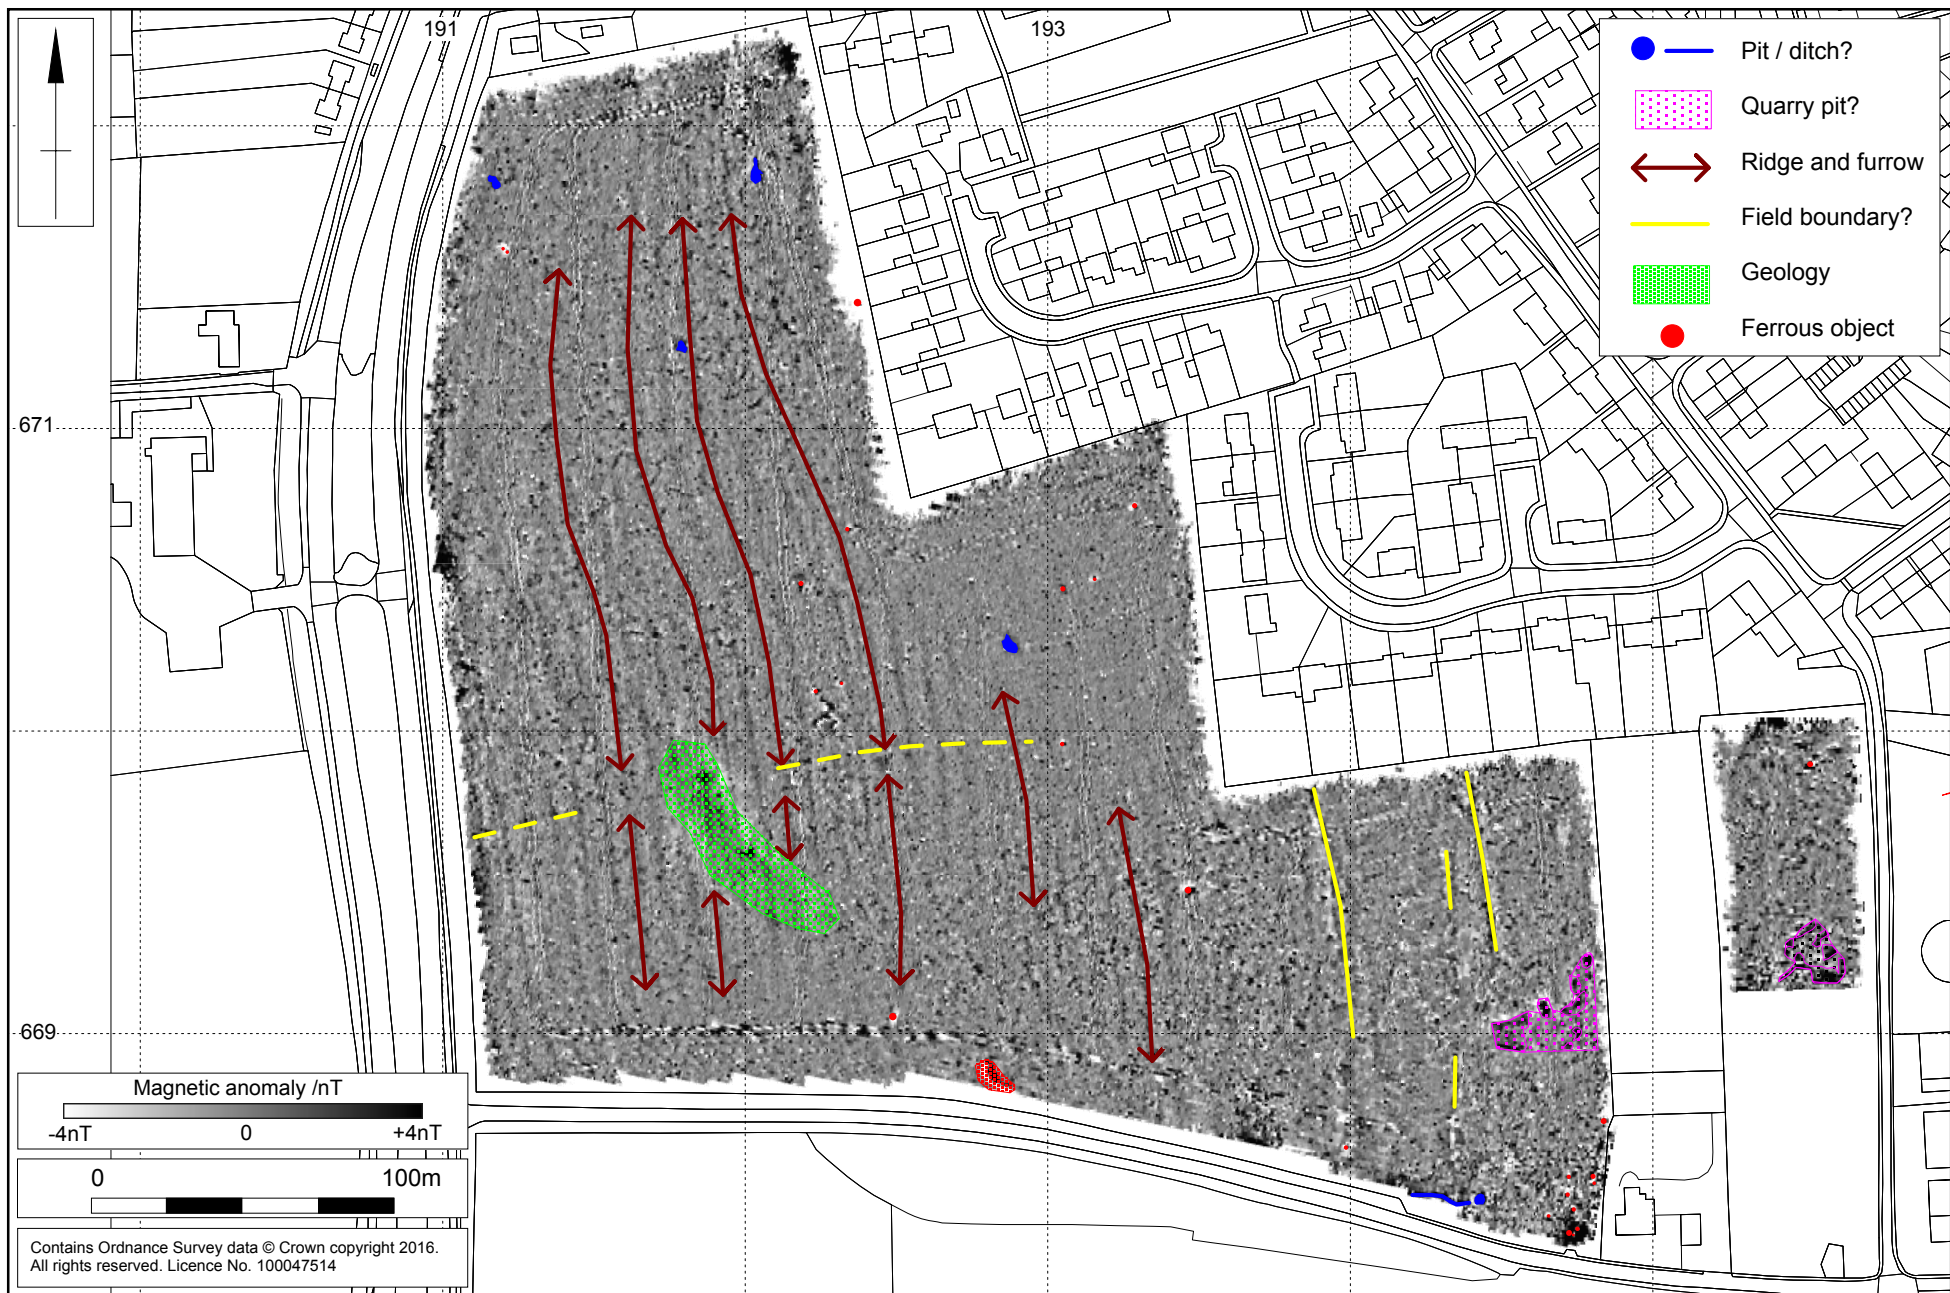 191
193
Pit / ditch?
Quarry pit?
Ridge and furrow
Field boundary?
Geology
Ferrous object
671
669
Magnetic anomaly /nT
-4nT 0 +4nT
0 100m
Contains Ordnance Survey data © Crown copyright 2016.
All rights reserved. Licence No. 100047514